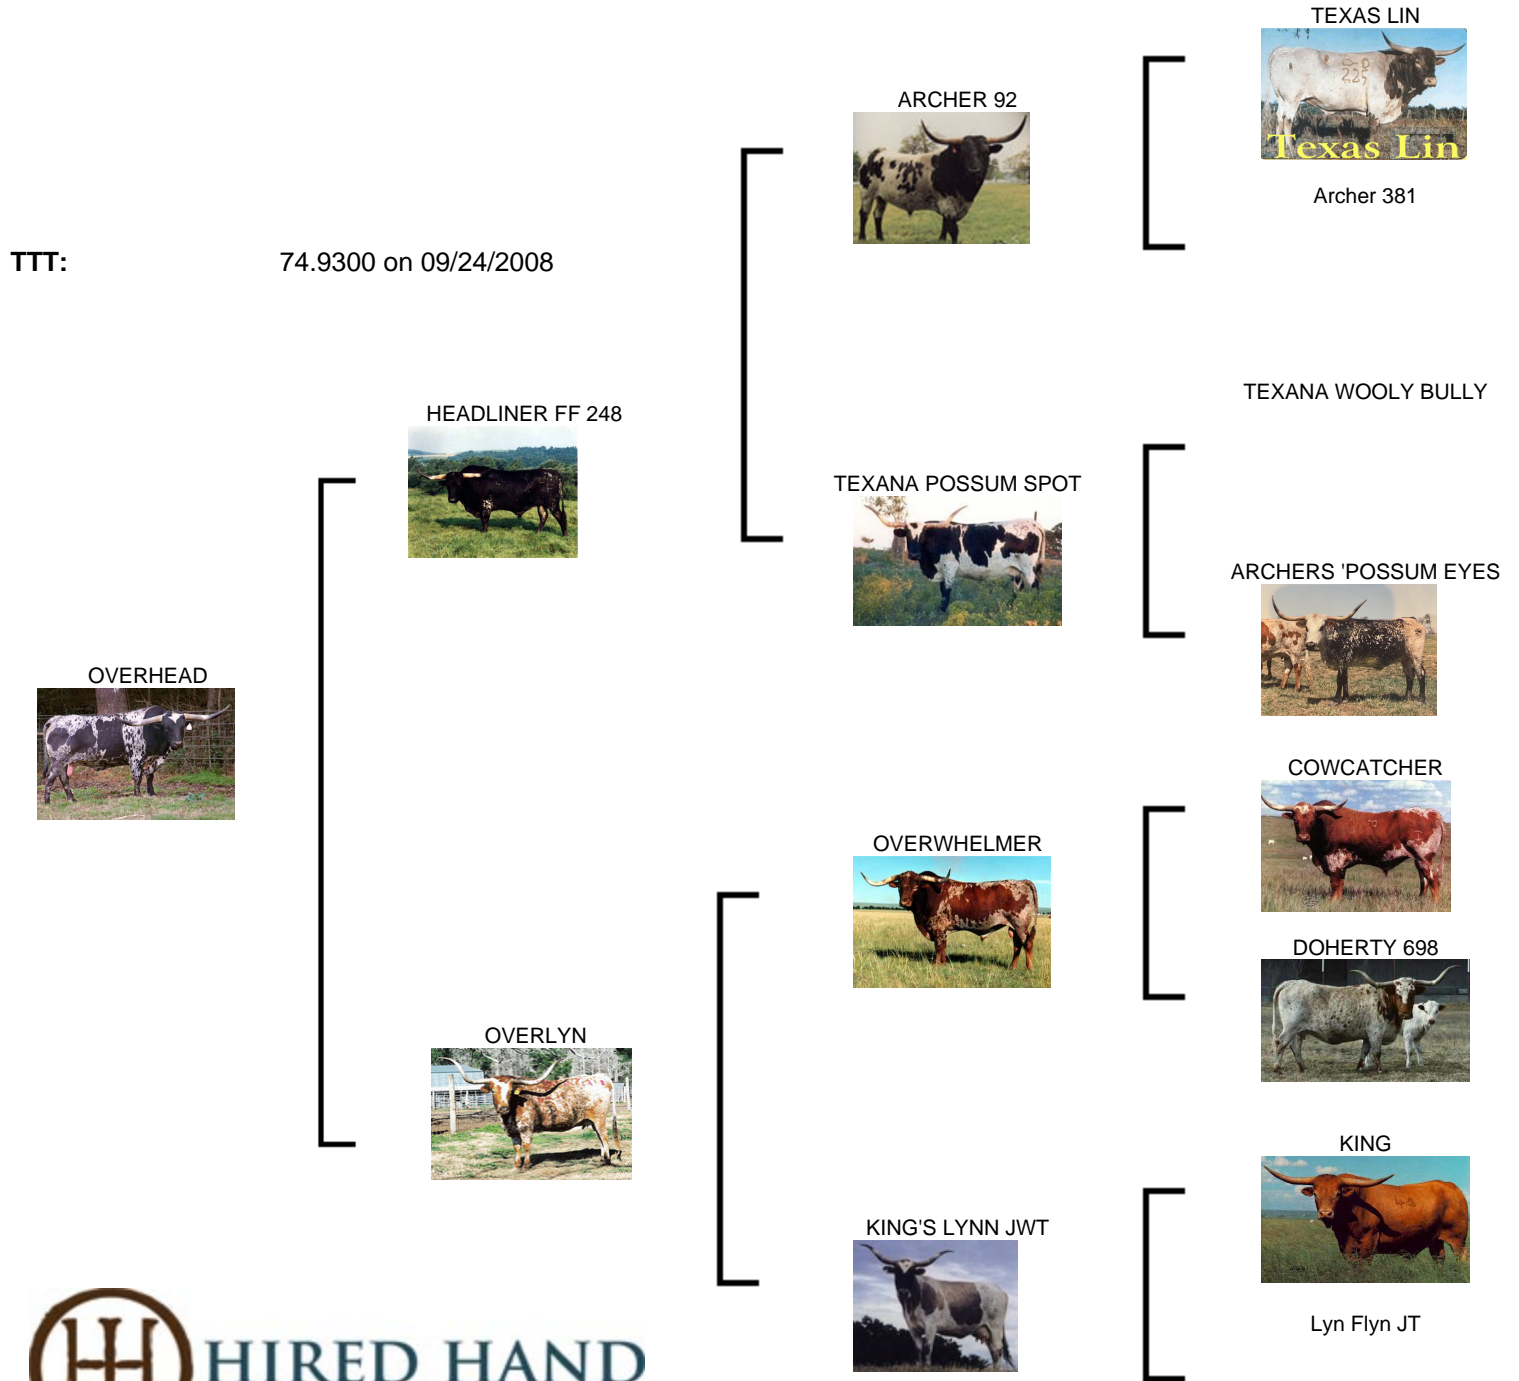 TEXAS LIN
ARCHER 92
225
Texas Lin
Archer 381
TTT: 74.9300 on 09/24/2008
TEXANA WOOLY BULLY
HEADLINER FF 248
TEXANA POSSUM SPOT
ARCHERS 'POSSUM EYES
OVERHEAD
COWCATCHER
OVERWHELMER
DOHERTY 698
OVERLYN
KING
KING'S LYNN JWT
Lyn Flyn JT
HIRED HAND